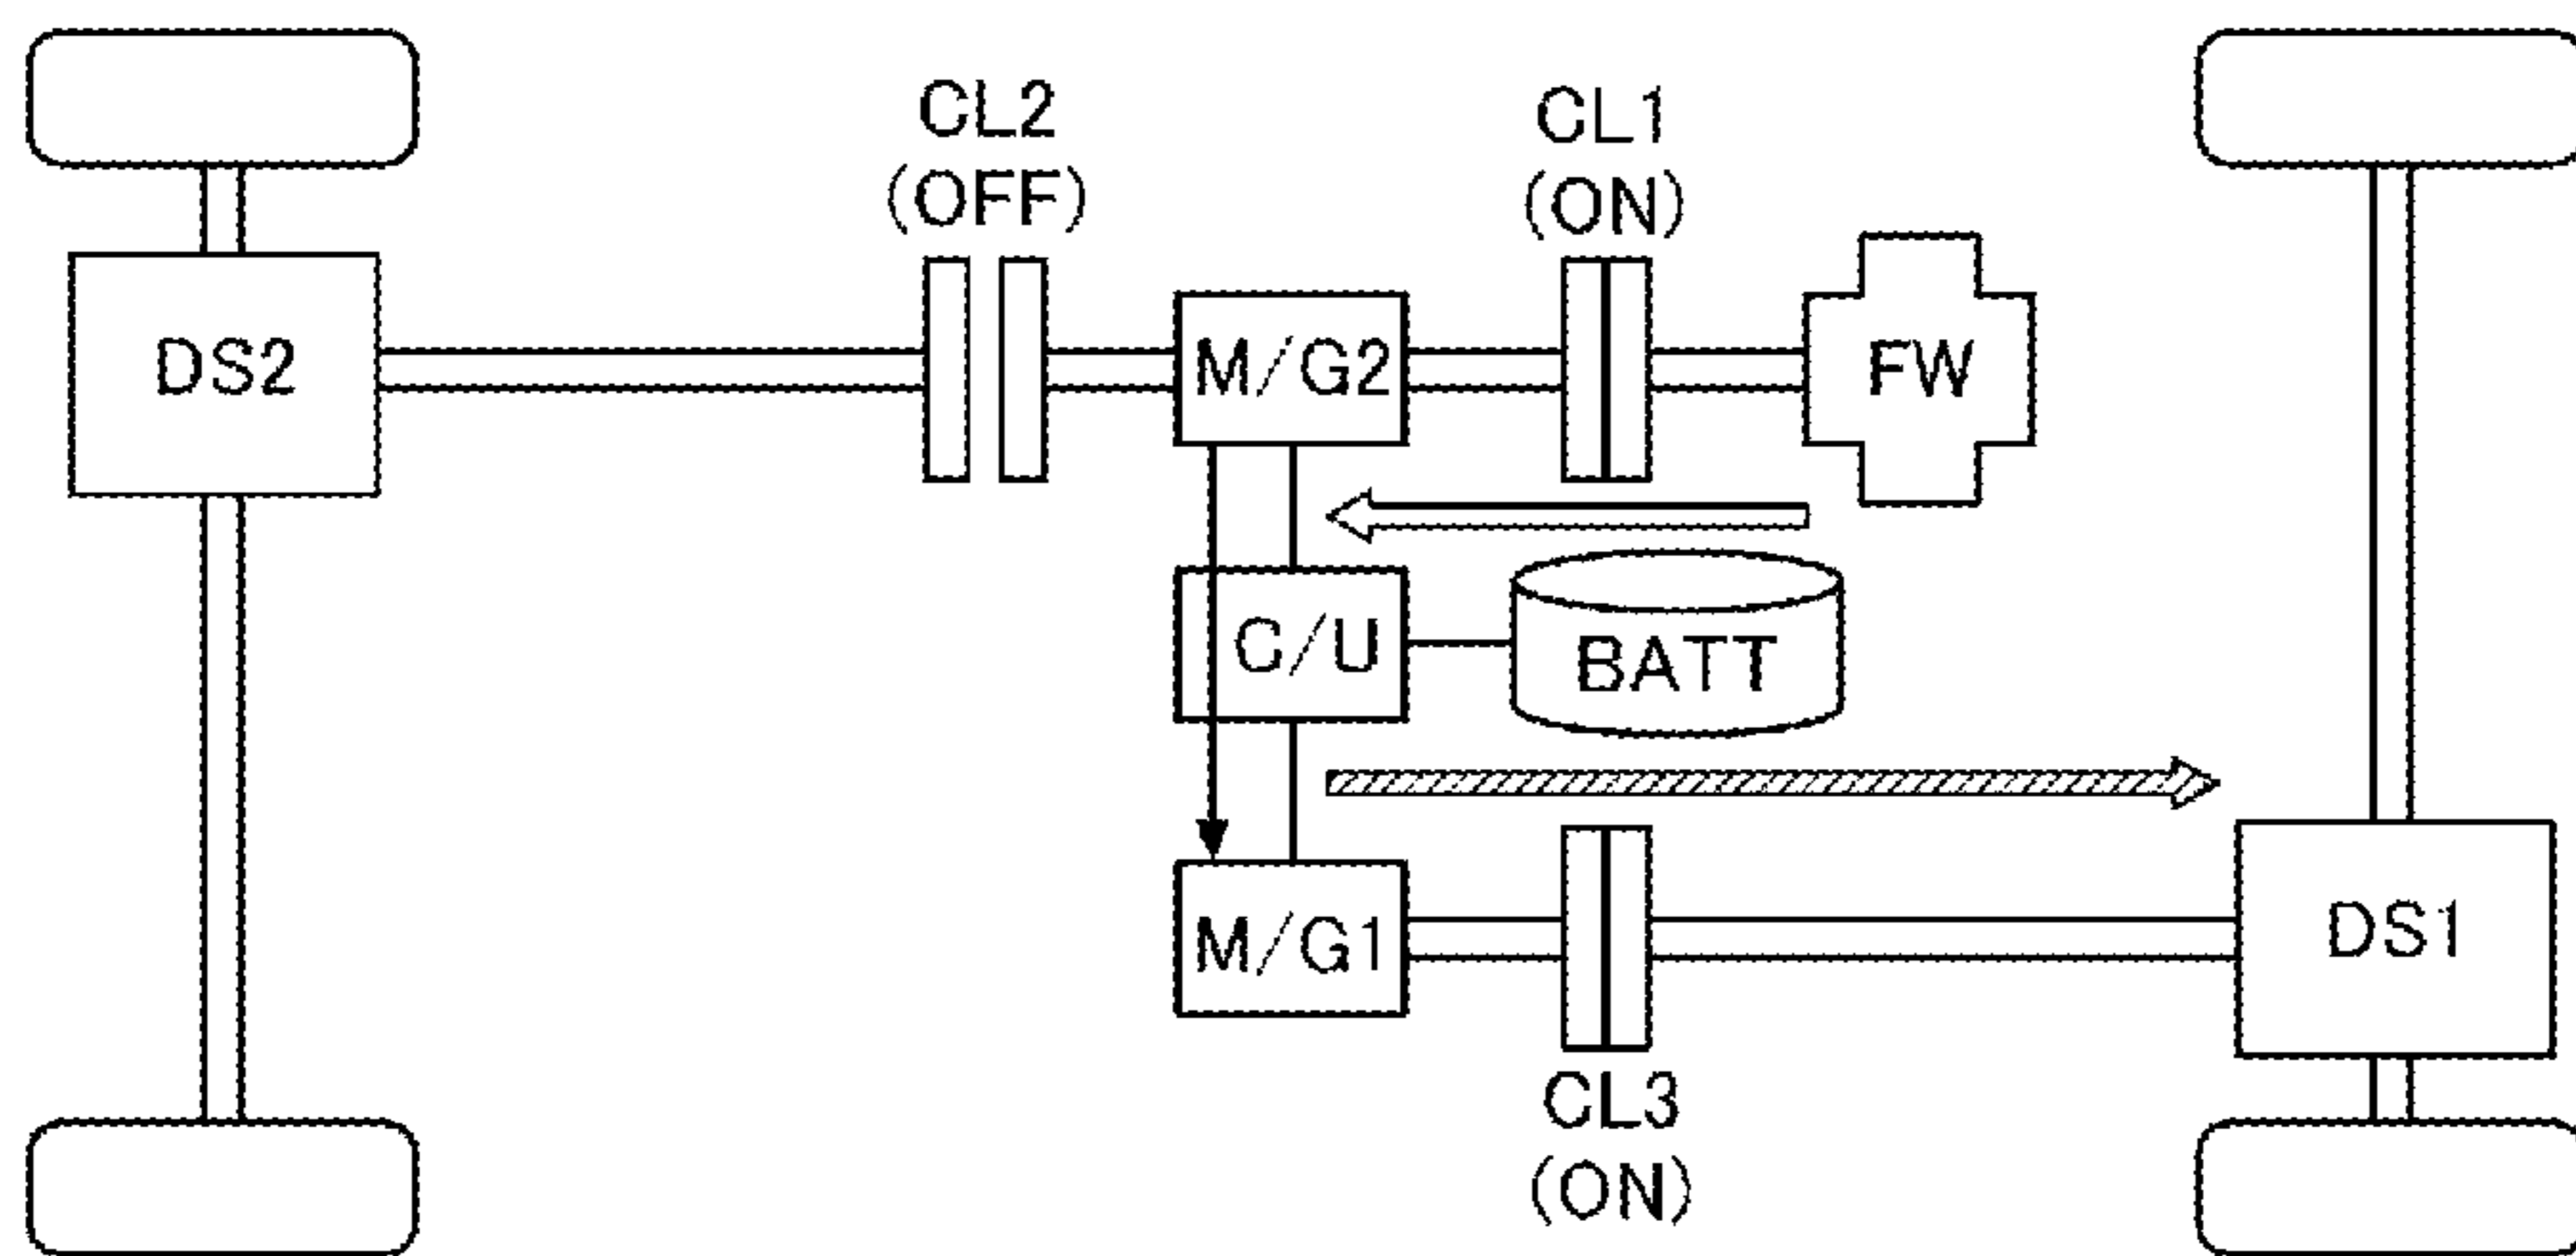 CL2
(OFF)
CL1
(ON)
DS2
M/G2
FW
C/U
BATT
M/G1
DS1
CL3
(ON)